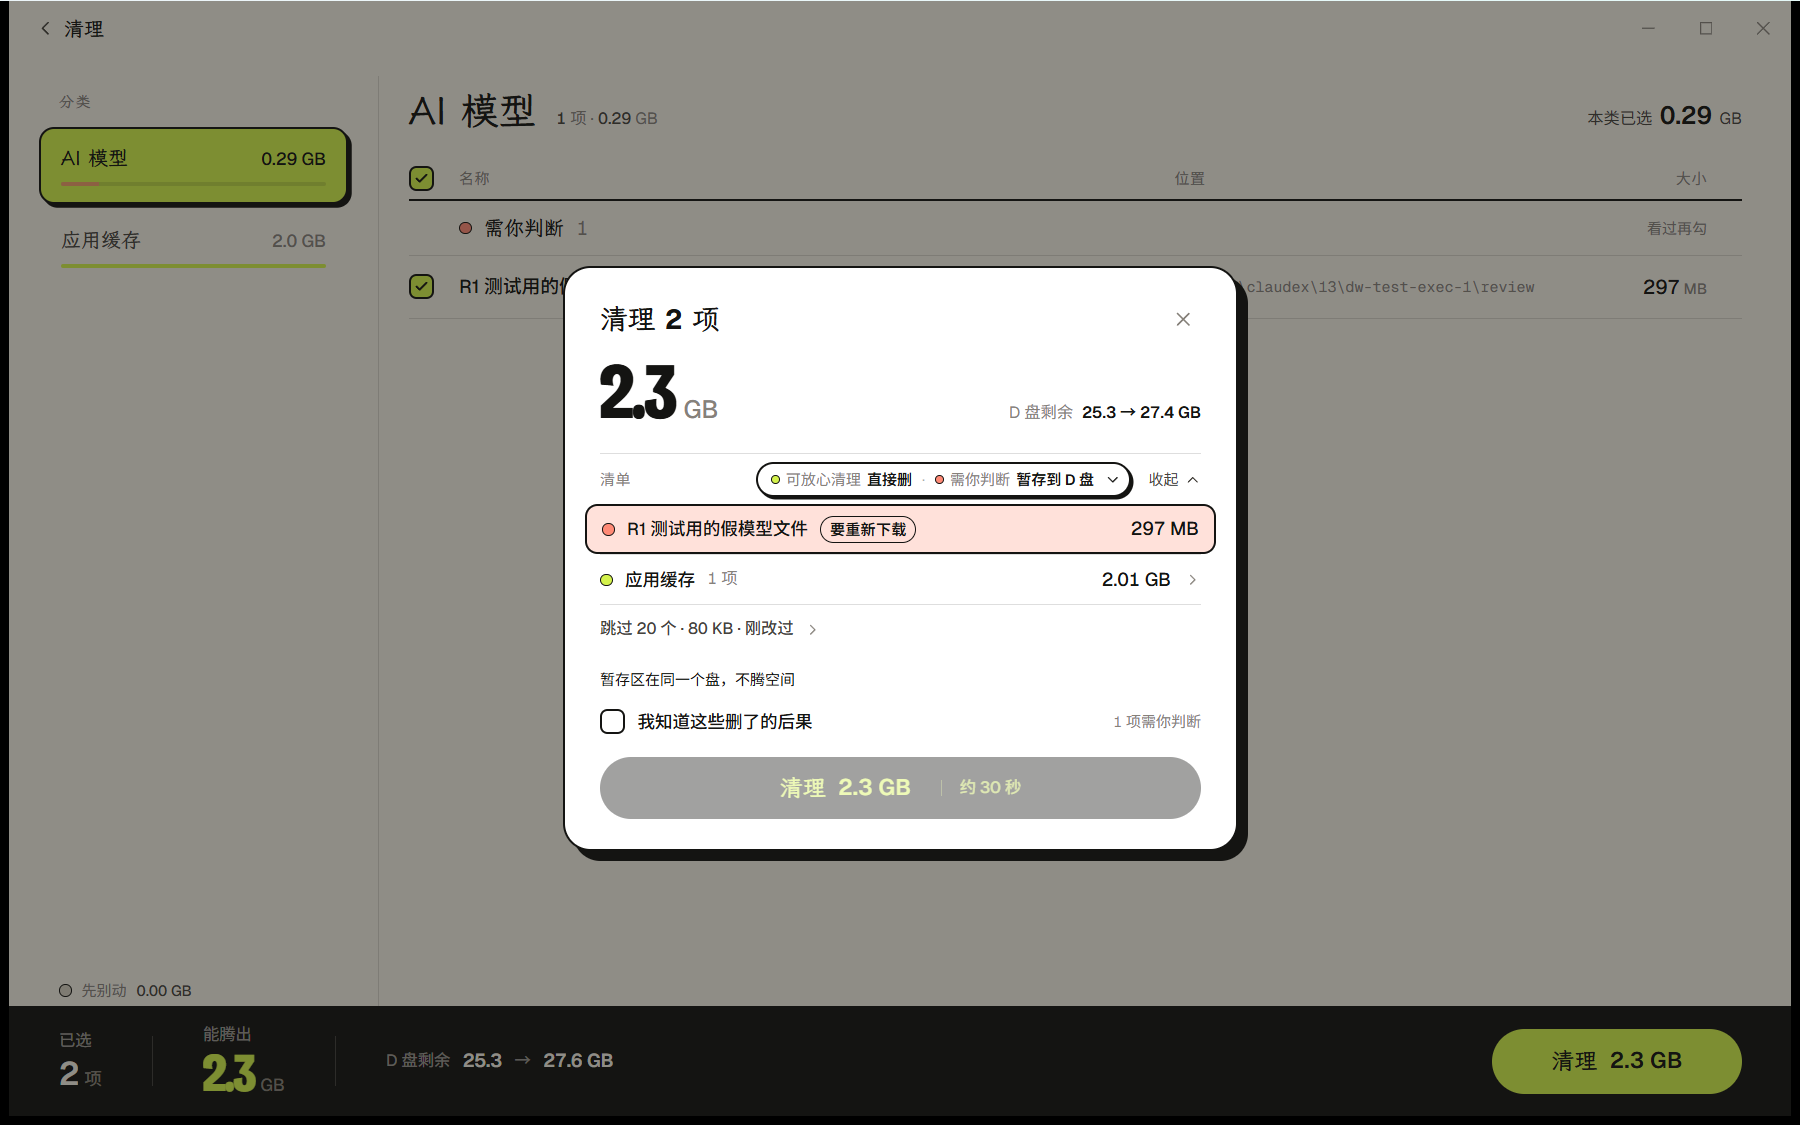 清理
分类
AI 模型 0.29 GB
应用缓存 2.0 GB
先别动 0.00 GB
AI 模型 1 项 · 0.29 GB
本类已选 0.29 GB
名称 位置 大小
需你判断 1 看过再勾
R1 测试用的 \claudex\13\dw-test-exec-1\review 297 MB
清理 2 项
2.3 GB
D 盘剩余 25.3 → 27.4 GB
清单 可放心清理 直接删 · 需你判断 暂存到 D 盘 收起
R1 测试用的假模型文件 要重新下载 297 MB
应用缓存 1 项 2.01 GB
跳过 20 个 · 80 KB · 刚改过
暂存区在同一个盘，不腾空间
我知道这些删了的后果 1 项需你判断
清理 2.3 GB 约 30 秒
已选
2 项
能腾出
2.3 GB
D 盘剩余 25.3 → 27.6 GB
清理 2.3 GB